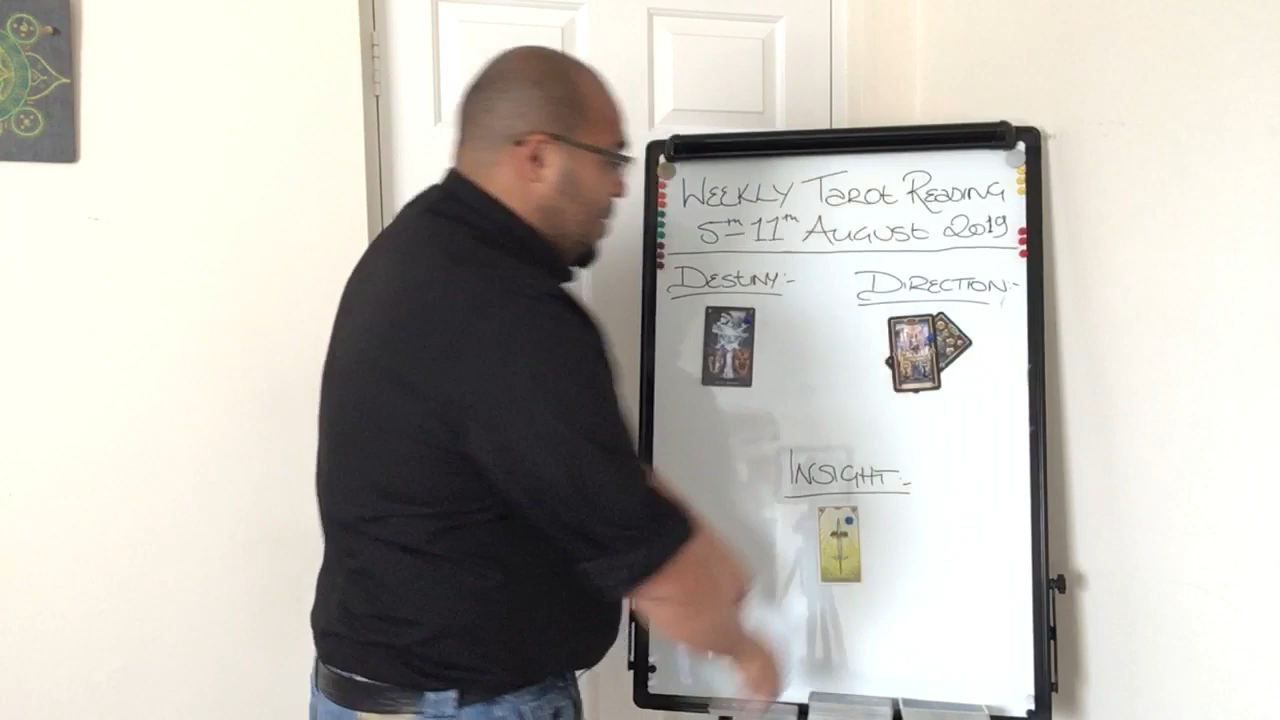 WEEKLY TAROT READING
5th-11th AUGUST 2019
DESTINY:-
DIRECTION:-
INSIGHT:-